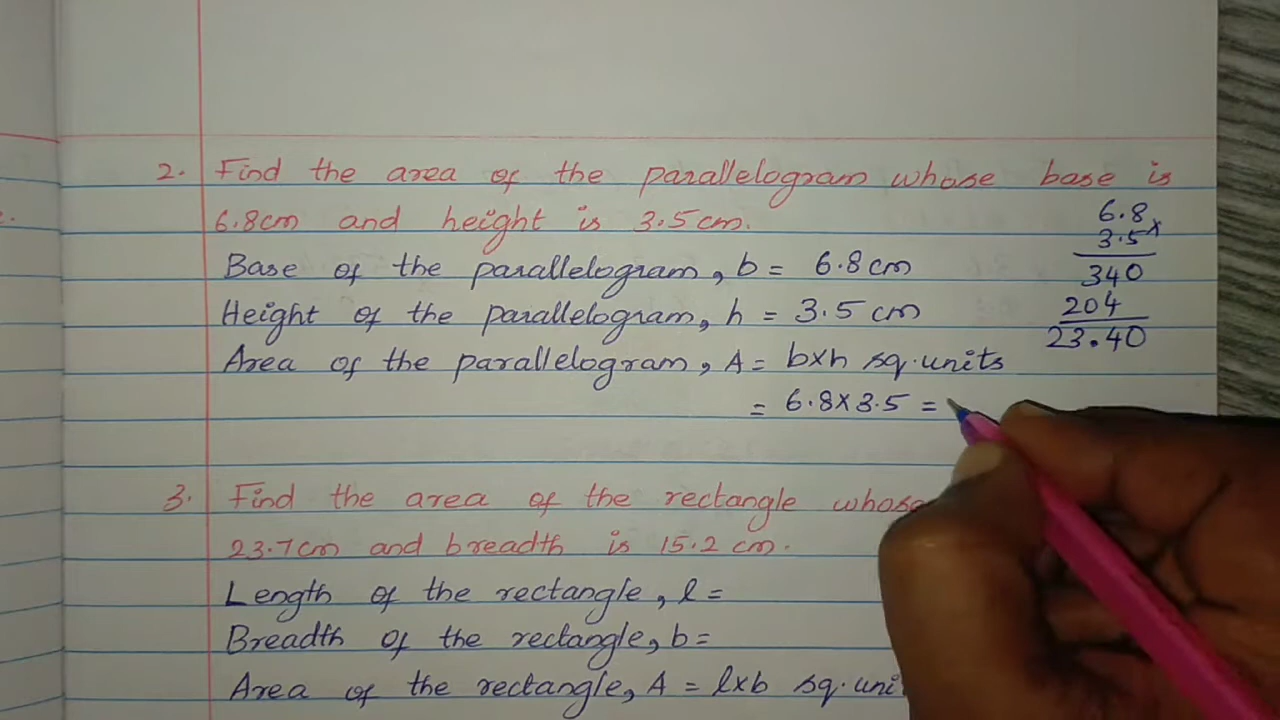 2. Find the area of the parallelogram whose base is
6.8cm and height is 3.5cm.
6.8
3.5 x
340
204
23.40
Base of the parallelogram, b = 6.8cm
Height of the parallelogram, h = 3.5 cm
Area of the parallelogram, A = bxh sq.units
= 6.8x3.5 =
3. Find the area of the rectangle whose
23.7cm and breadth is 15.2 cm.
Length of the rectangle, l =
Breadth of the rectangle, b =
Area of the rectangle, A = lxb sq.